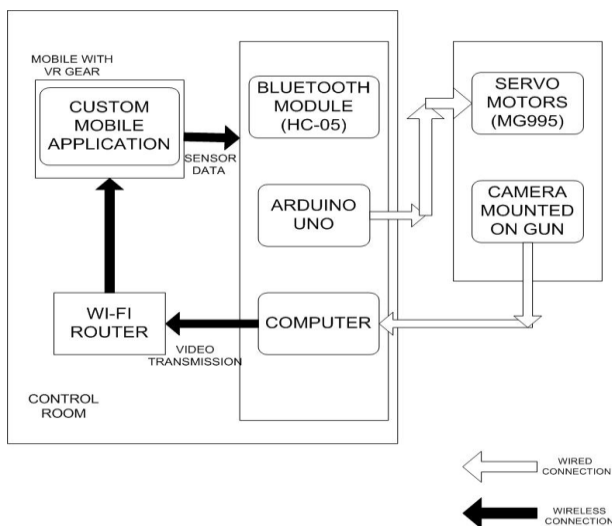 MOBILE WITH
VR GEAR
CUSTOM
MOBILE
APPLICATION
SENSOR
DATA
BLUETOOTH
MODULE
(HC-05)
SERVO
MOTORS
(MG995)
ARDUINO
UNO
CAMERA
MOUNTED
ON GUN
WI-FI
ROUTER
VIDEO
TRANSMISSION
COMPUTER
CONTROL
ROOM
WIRED
CONNECTION
WIRELESS
CONNECTION